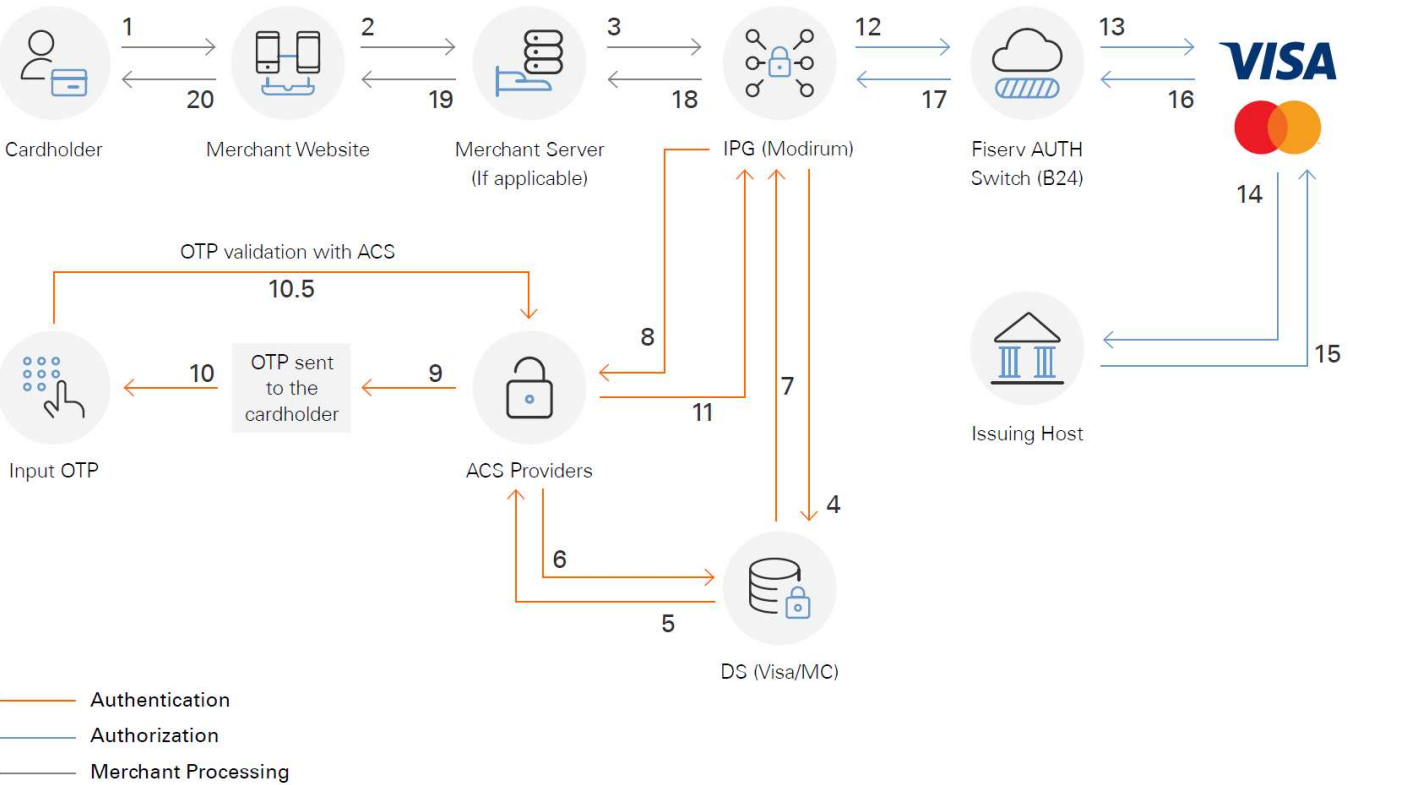 1
2
3
12
13
20
19
18
17
16
VISA
Cardholder
Merchant Website
Merchant Server
(If applicable)
IPG (Modirum)
Fiserv AUTH
Switch (B24)
14
OTP validation with ACS
10.5
8
15
10
OTP sent
to the
cardholder
9
7
11
Issuing Host
Input OTP
ACS Providers
4
6
5
DS (Visa/MC)
Authentication
Authorization
Merchant Processing